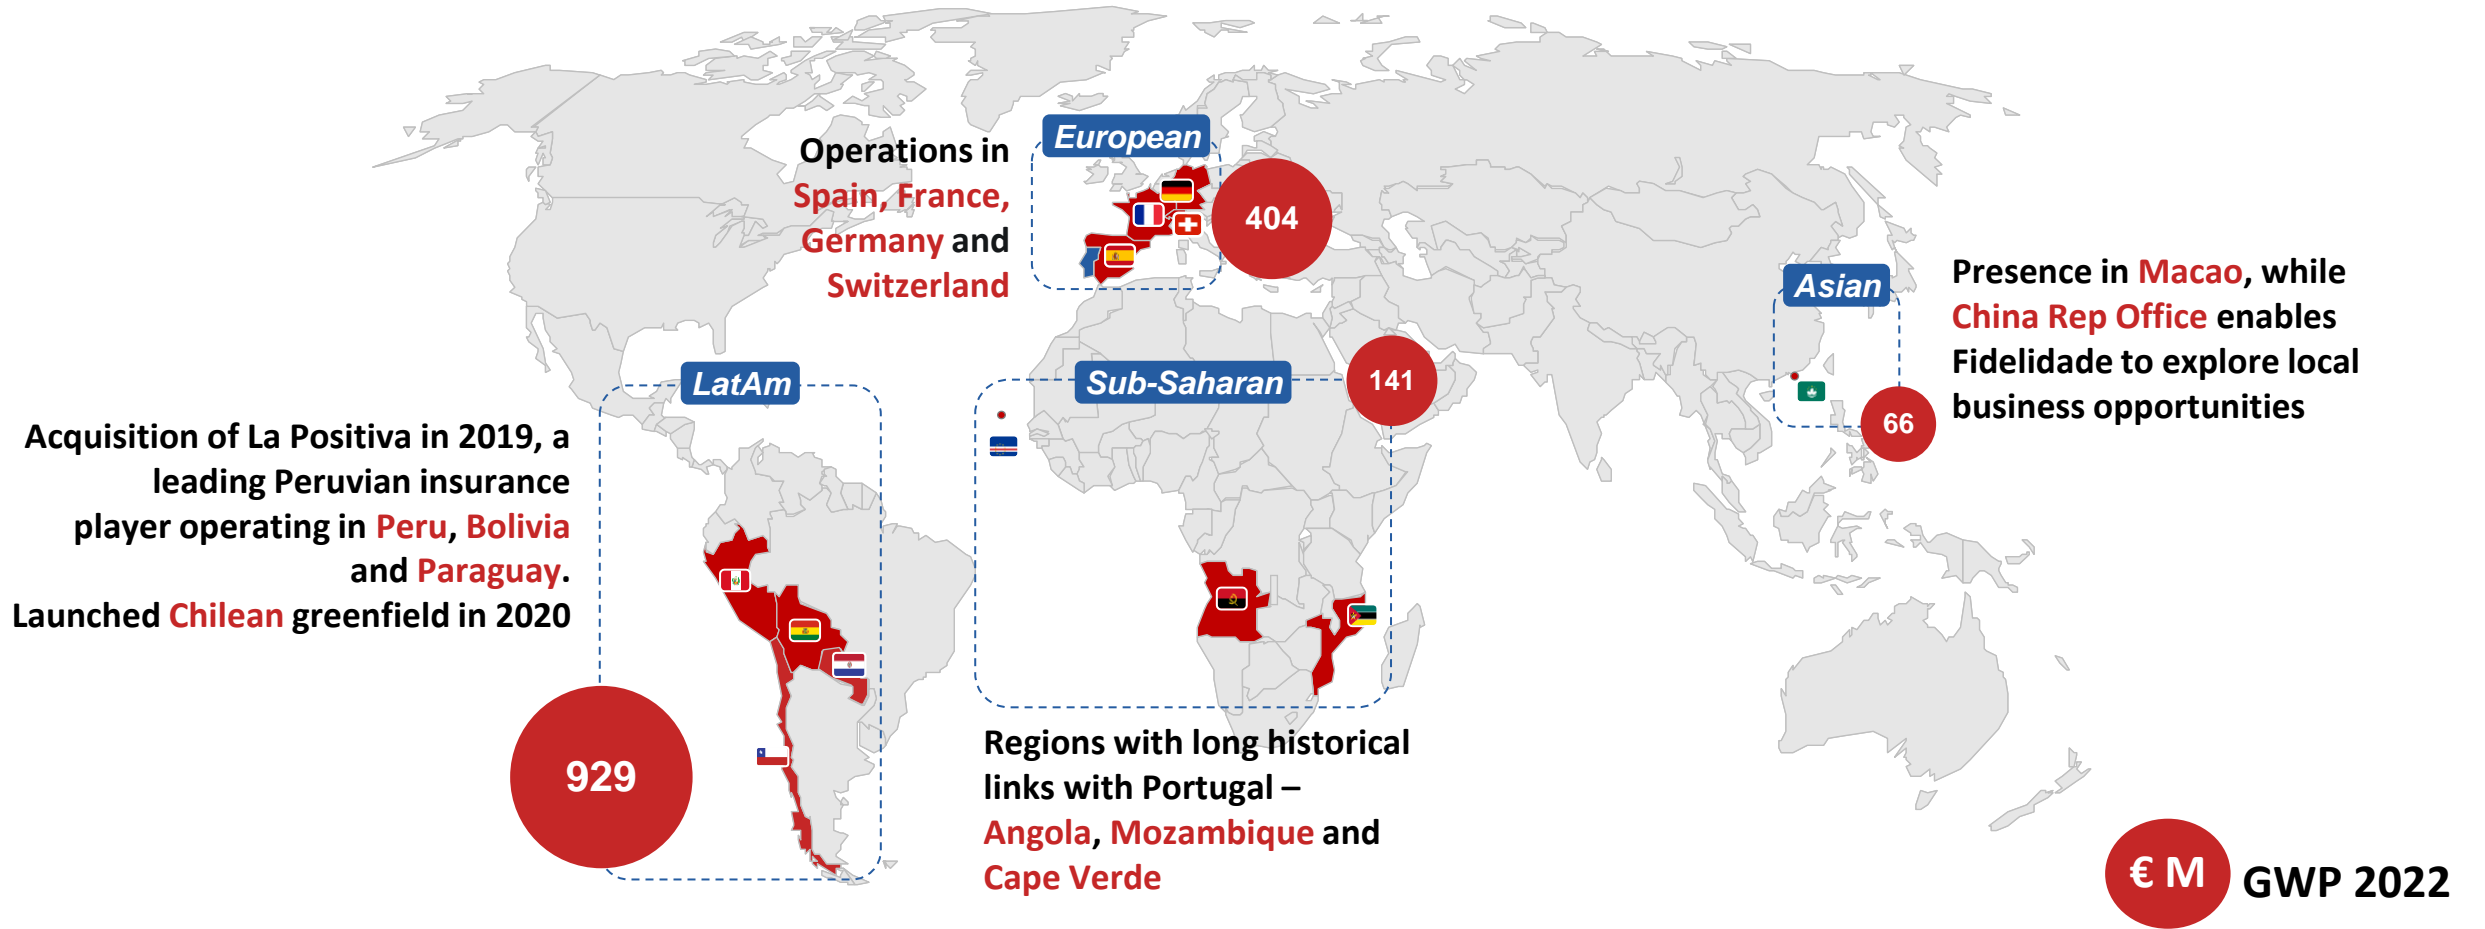 European
Operations in
Spain, France,
Germany and
Switzerland
404
Asian
Presence in Macao, while
China Rep Office enables
Fidelidade to explore local
business opportunities
66
LatAm
Acquisition of La Positiva in 2019, a
leading Peruvian insurance
player operating in Peru, Bolivia
and Paraguay.
Launched Chilean greenfield in 2020
929
Sub-Saharan
141
Regions with long historical
links with Portugal –
Angola, Mozambique and
Cape Verde
€ M
GWP 2022